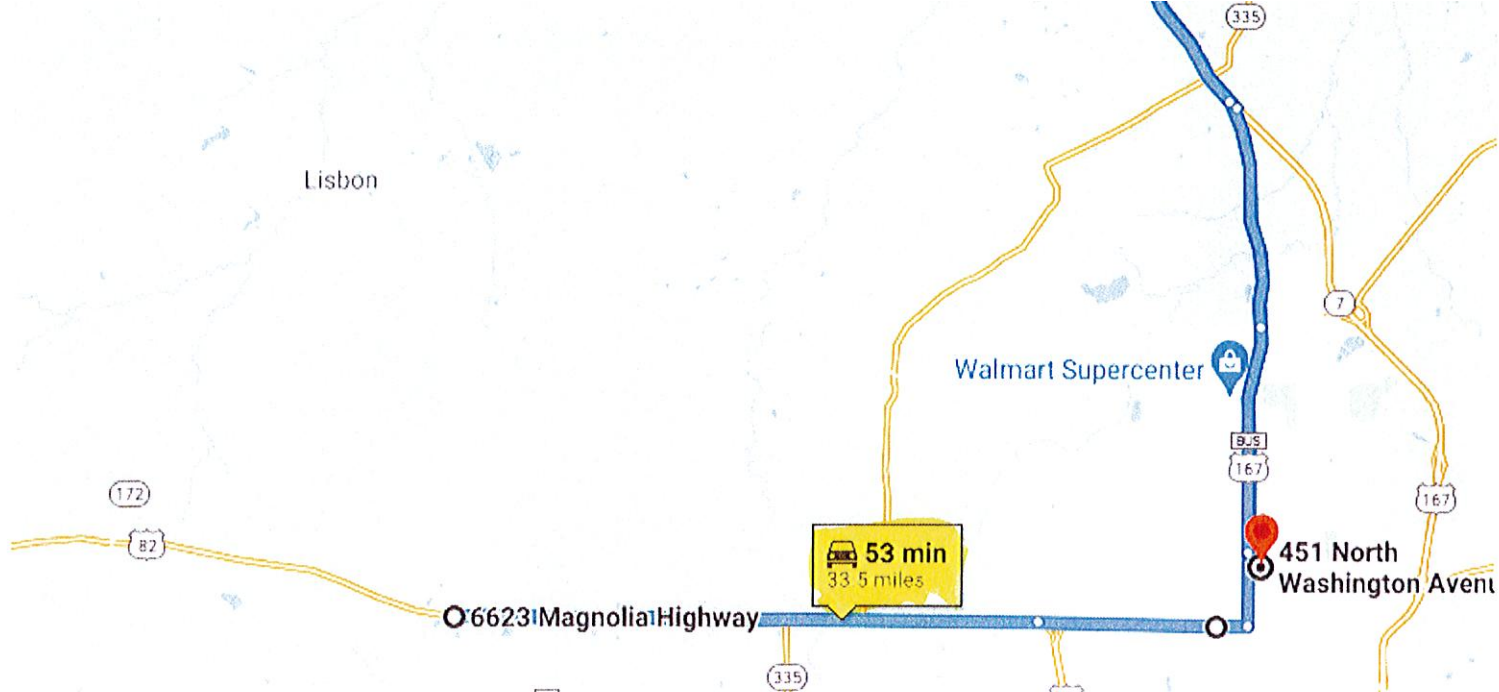 335
Lisbon
7
Walmart Supercenter
BUS
167
172
82
167
53 min
33.5 miles
451 North
Washington Avenu
6623 Magnolia Highway
335